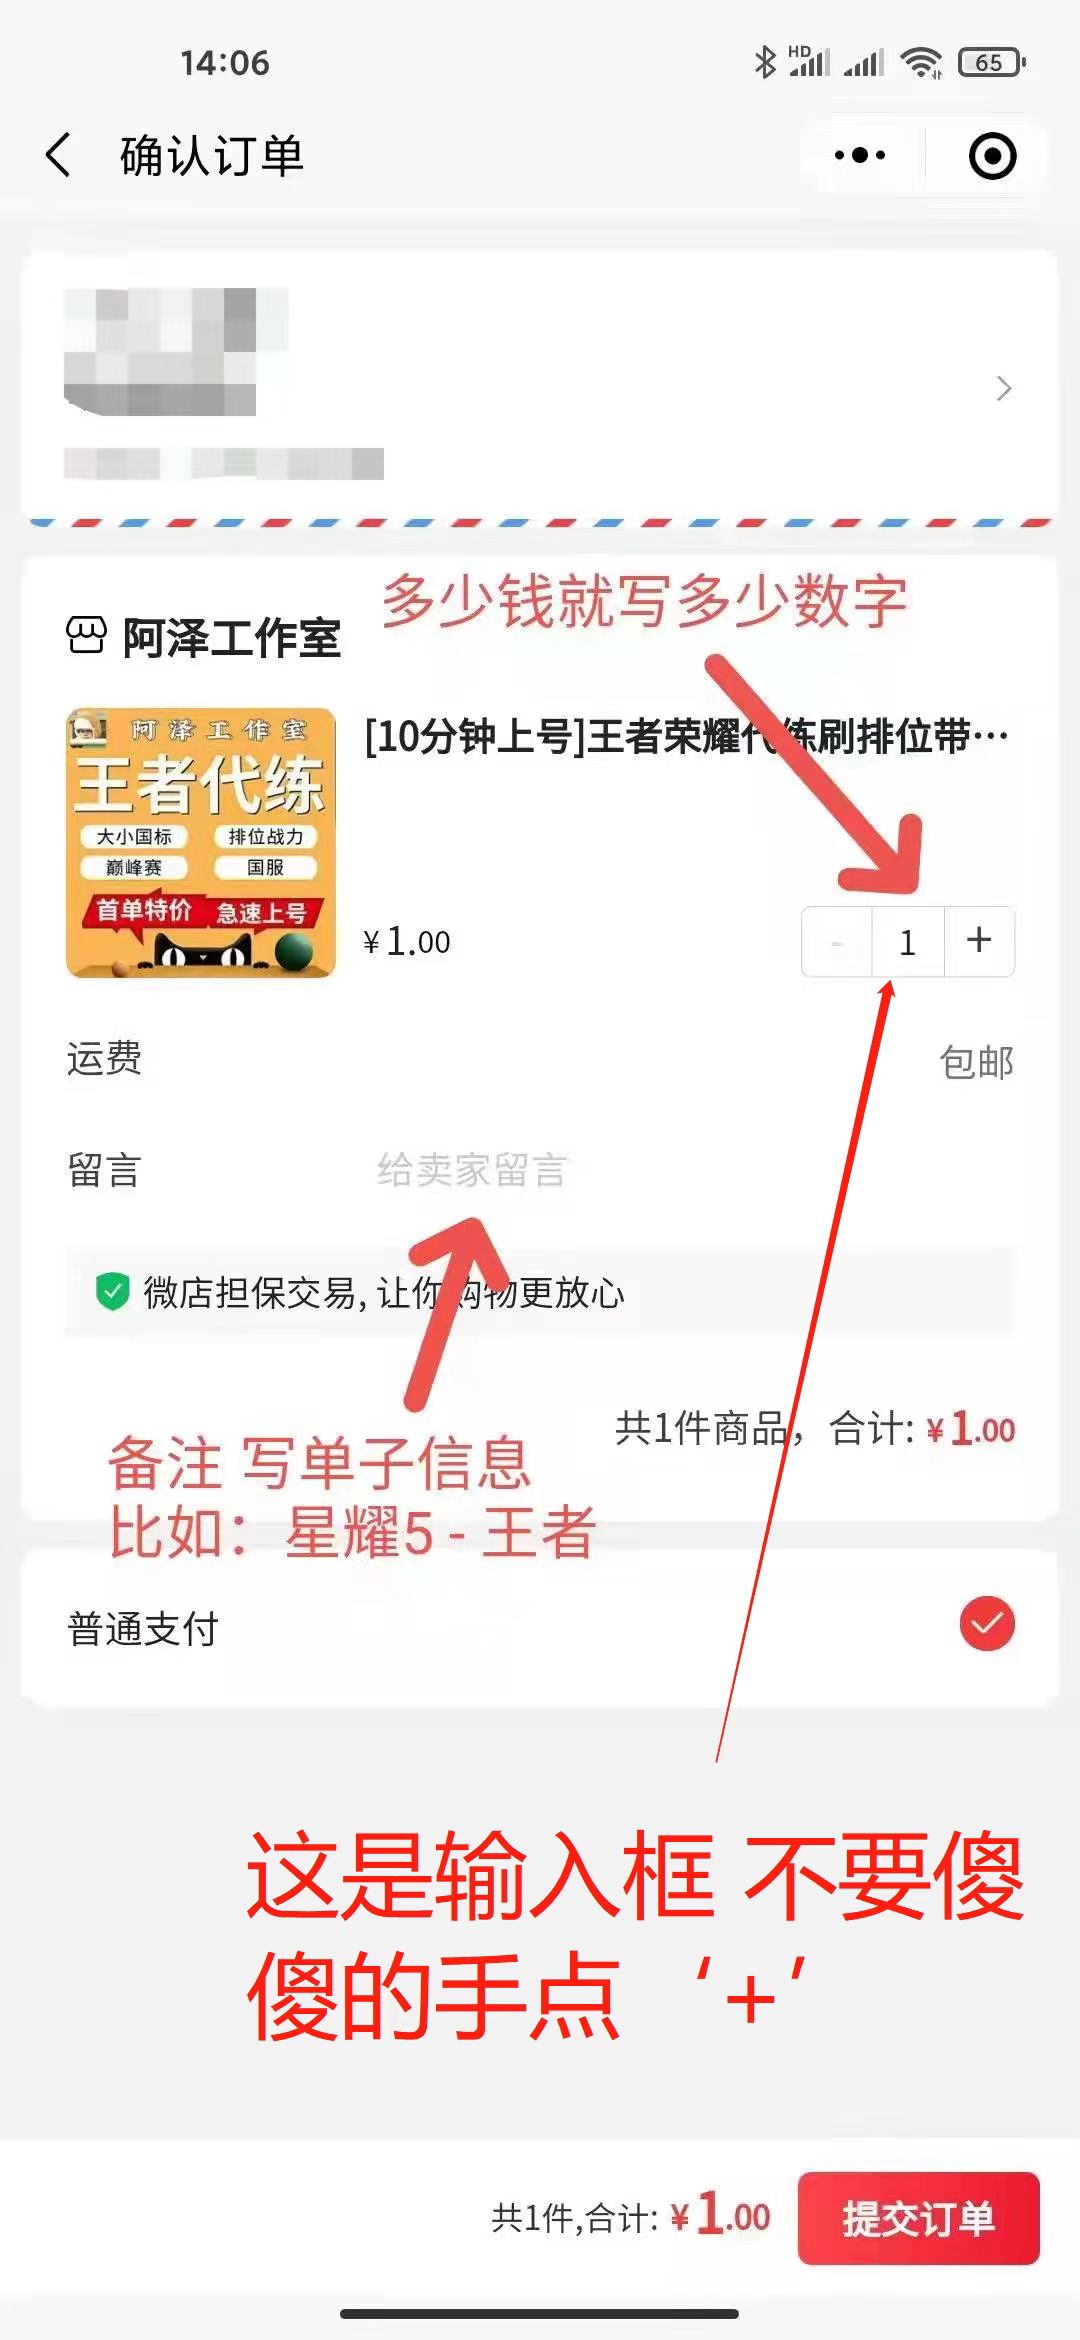 14:06
HD
65
确认订单
多少钱就写多少数字
阿泽工作室
阿泽工作室
王者代练
大小国标 排位战力
巅峰赛 国服
首单特价 急速上号
[10分钟上号]王者荣耀代练刷排位带…
¥1.00
- 1 +
运费 包邮
留言 给卖家留言
微店担保交易,让你购物更放心
共1件商品，合计:¥1.00
备注 写单子信息
比如：星耀5 - 王者
普通支付
这是输入框 不要傻
傻的手点‘+’
共1件,合计:¥1.00
提交订单